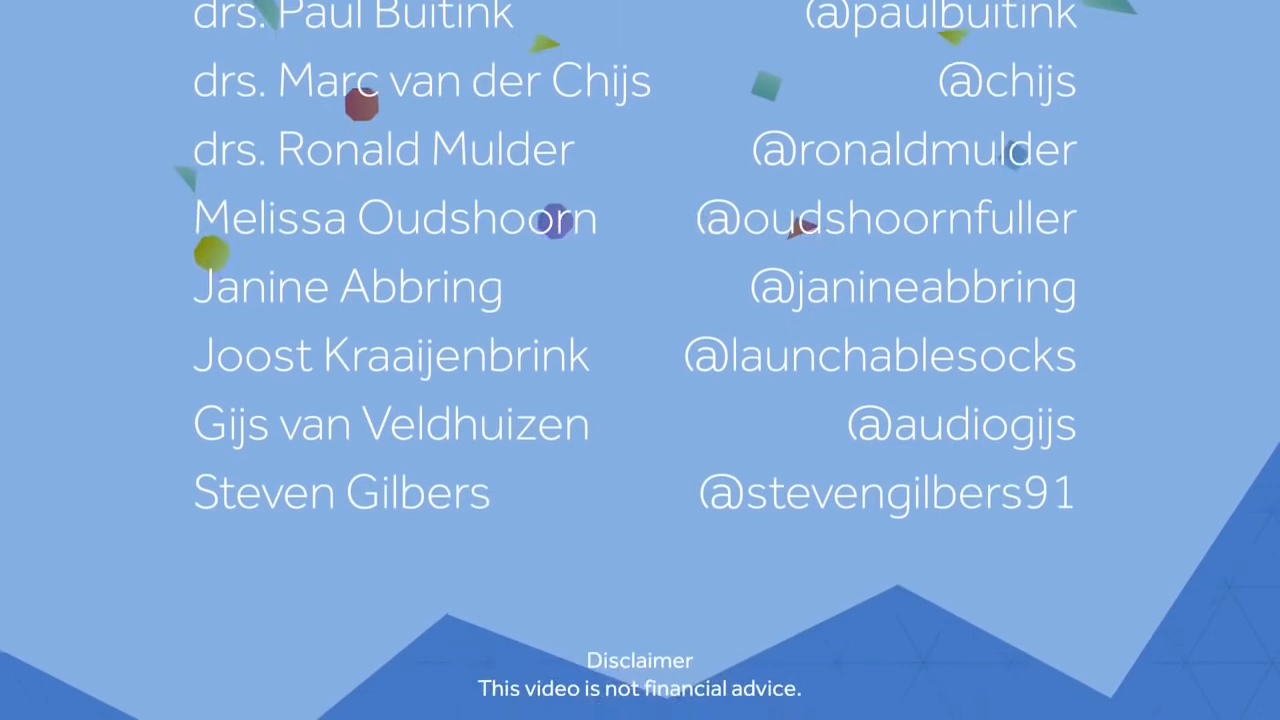 drs. Paul Buitink @paulbuitink
drs. Marc van der Chijs @chijs
drs. Ronald Mulder @ronaldmulder
Melissa Oudshoorn @oudshoornfuller
Janine Abbring @janineabbring
Joost Kraaijenbrink @launchablesocks
Gijs van Veldhuizen @audiogijs
Steven Gilbers @stevengilbers91
Disclaimer
This video is not financial advice.